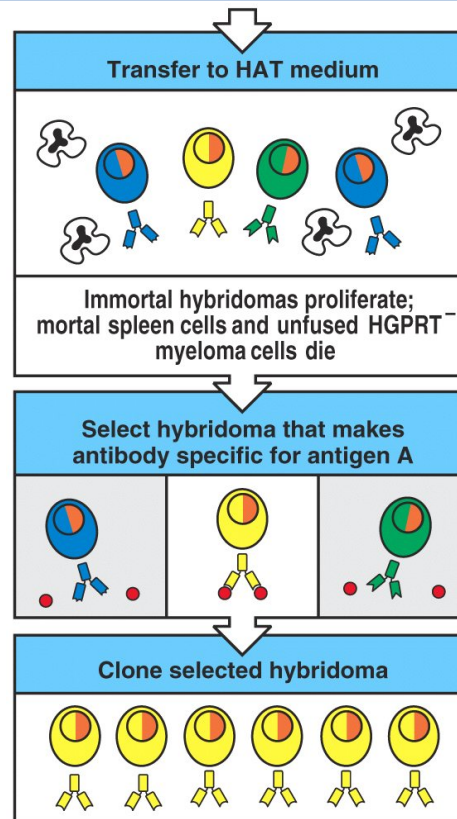 Transfer to HAT medium
Immortal hybridomas proliferate;
mortal spleen cells and unfused HGPRT⁻
myeloma cells die
Select hybridoma that makes
antibody specific for antigen A
Clone selected hybridoma